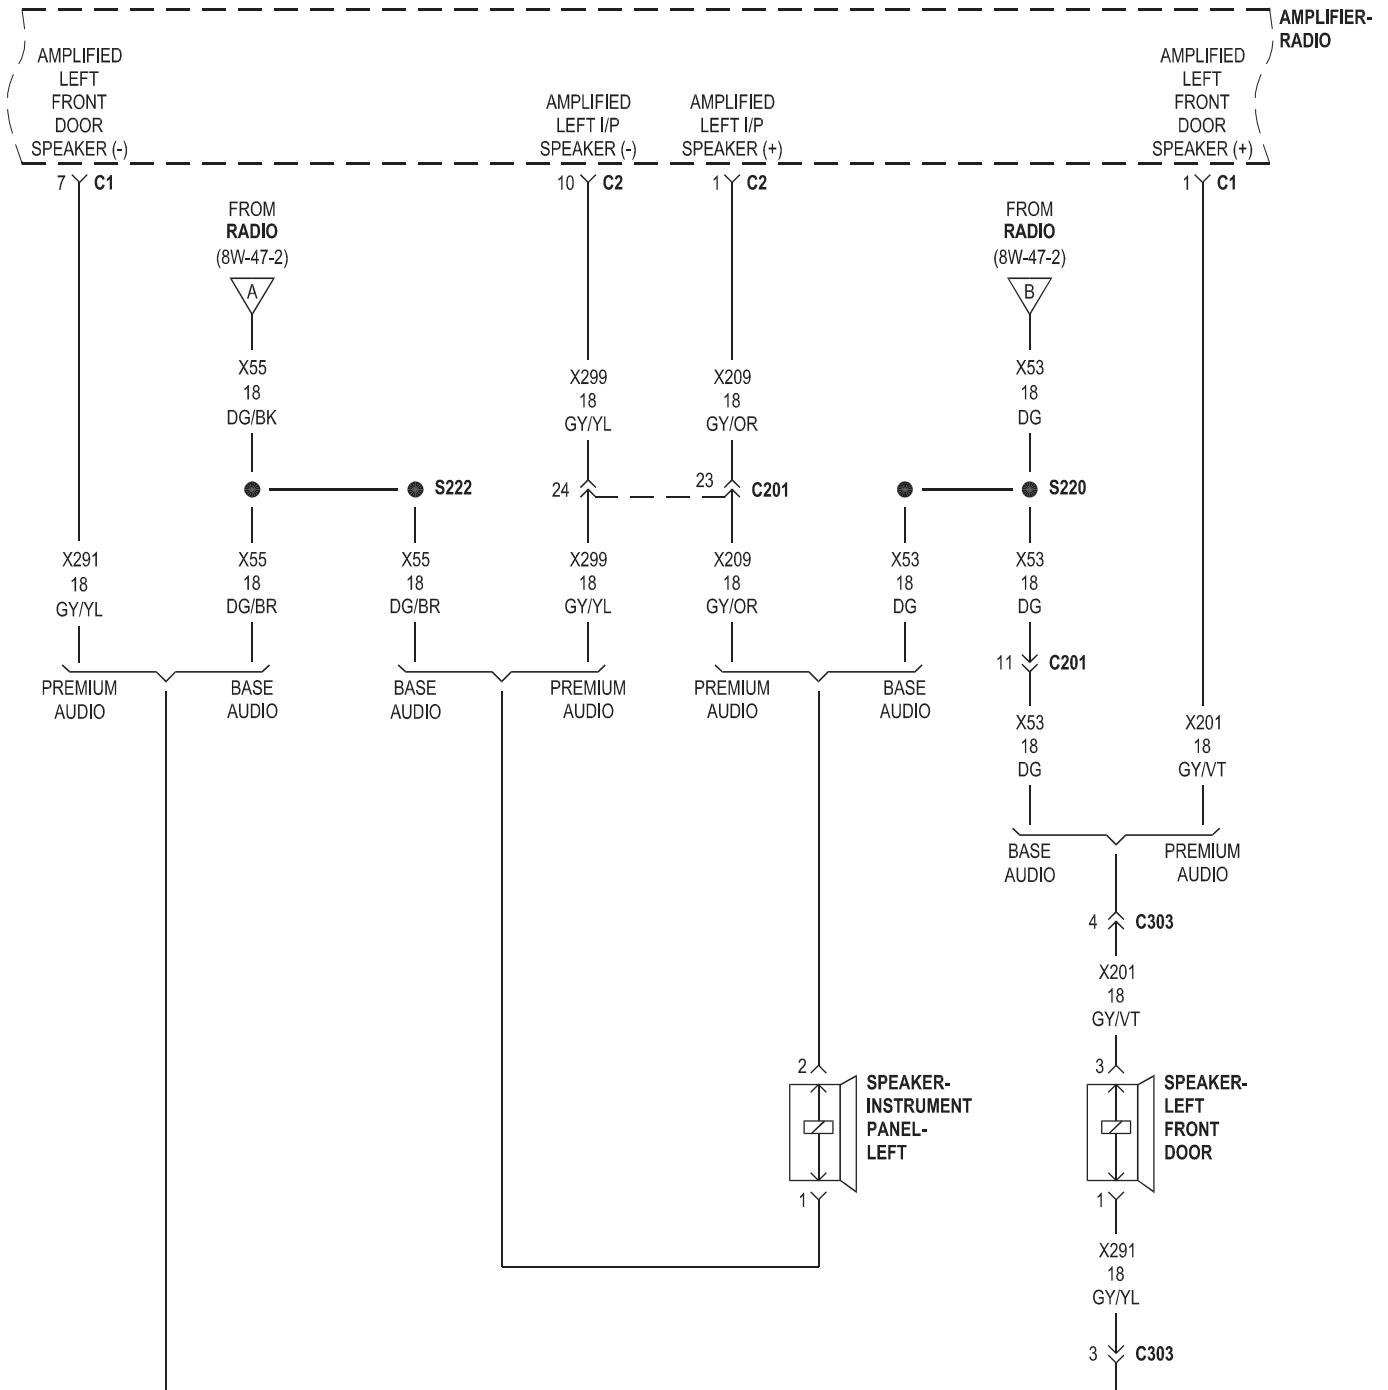 AMPLIFIER-
RADIO
AMPLIFIED
LEFT
FRONT
DOOR
SPEAKER (-)
AMPLIFIED
LEFT I/P
SPEAKER (-)
AMPLIFIED
LEFT I/P
SPEAKER (+)
AMPLIFIED
LEFT
FRONT
DOOR
SPEAKER (+)
7 C1
10 C2
1 C2
1 C1
FROM
RADIO
(8W-47-2)
A
FROM
RADIO
(8W-47-2)
B
X55
18
DG/BK
X299
18
GY/YL
X209
18
GY/OR
X53
18
DG
S222
24
23
C201
S220
X291
18
GY/YL
X55
18
DG/BR
X55
18
DG/BR
X299
18
GY/YL
X209
18
GY/OR
X53
18
DG
X53
18
DG
11 C201
PREMIUM
AUDIO
BASE
AUDIO
BASE
AUDIO
PREMIUM
AUDIO
PREMIUM
AUDIO
BASE
AUDIO
X53
18
DG
X201
18
GY/VT
BASE
AUDIO
PREMIUM
AUDIO
4 C303
X201
18
GY/VT
2
SPEAKER-
INSTRUMENT
PANEL-
LEFT
1
3
SPEAKER-
LEFT
FRONT
DOOR
1
X291
18
GY/YL
3 C303